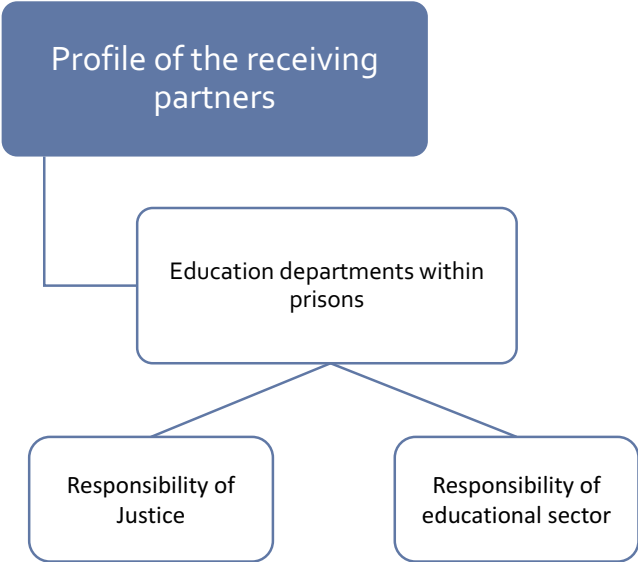 Profile of the receiving
partners
Education departments within
prisons
Responsibility of
Justice
Responsibility of
educational sector